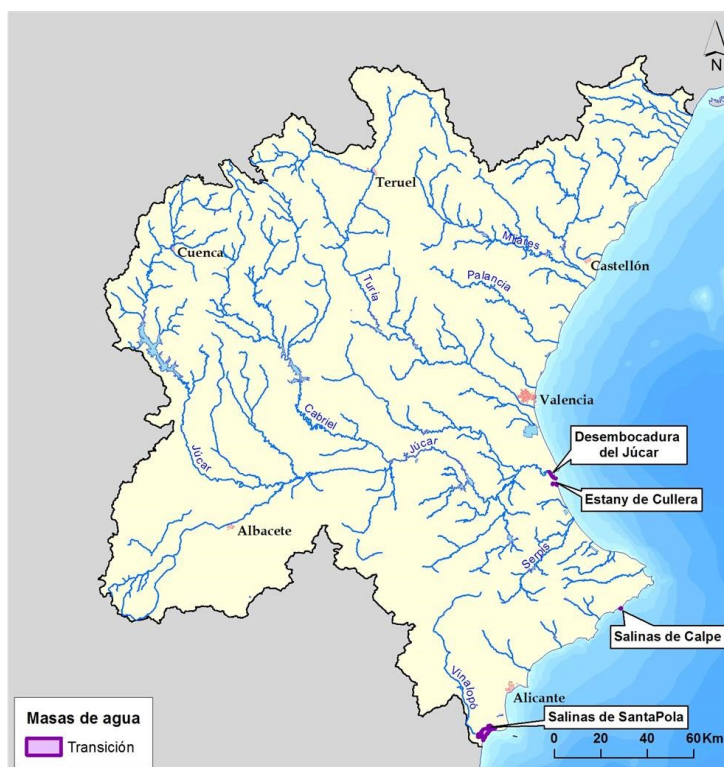 N
Teruel
Cuenca
Mijares
Castellón
Palancia
Turia
Valencia
Cabriel
Júcar
Júcar
Desembocadura
del Júcar
Estany de Cullera
Albacete
Serpis
Salinas de Calpe
Vinalopó
Alicante
Salinas de SantaPola
Masas de agua
Transición
0 20 40 60 Km